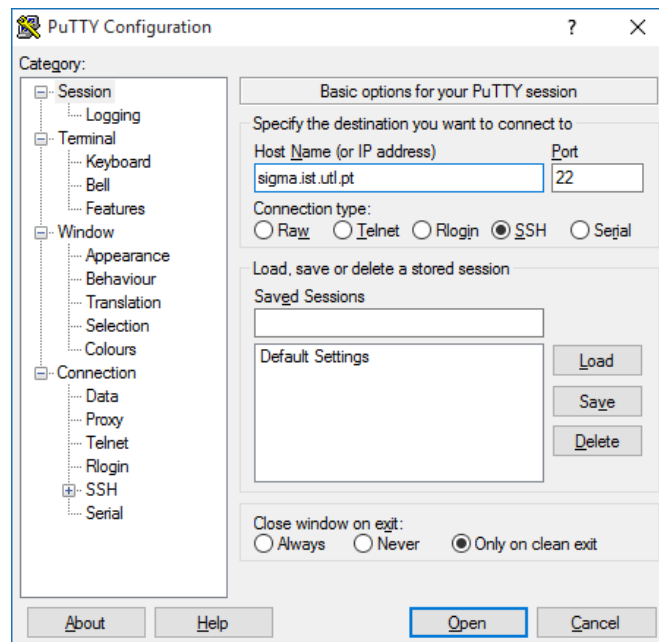 PuTTY Configuration
?
Category:
Session
Logging
Terminal
Keyboard
Bell
Features
Window
Appearance
Behaviour
Translation
Selection
Colours
Connection
Data
Proxy
Telnet
Rlogin
SSH
Serial
Basic options for your PuTTY session
Specify the destination you want to connect to
Host Name (or IP address) Port
sigma.ist.utl.pt 22
Connection type:
Raw Telnet Rlogin SSH Serial
Load, save or delete a stored session
Saved Sessions
Default Settings
Load
Save
Delete
Close window on exit:
Always Never Only on clean exit
About Help Open Cancel